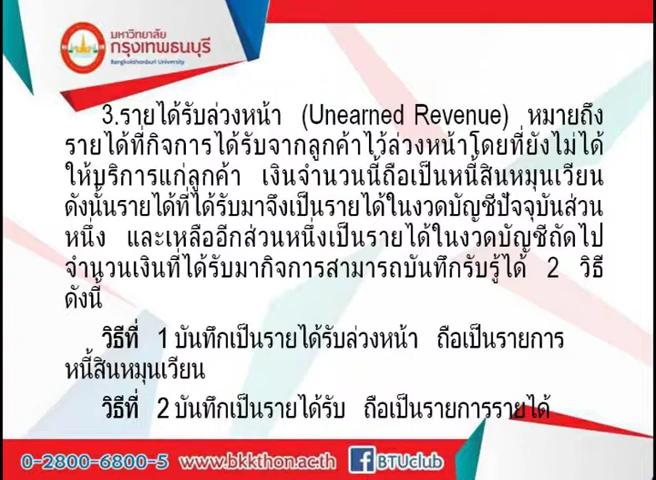 มหาวิทยาลัย
กรุงเทพธนบุรี
Bangkokthonburi University
3.รายได้รับล่วงหน้า (Unearned Revenue) หมายถึง
รายได้ที่กิจการได้รับจากลูกค้าไว้ล่วงหน้าโดยที่ยังไม่ได้
ให้บริการแก่ลูกค้า เงินจำนวนนี้ถือเป็นหนี้สินหมุนเวียน
ดังนั้นรายได้ที่ได้รับมาจึงเป็นรายได้ในงวดบัญชีปัจจุบันส่วน
หนึ่ง และเหลืออีกส่วนหนึ่งเป็นรายได้ในงวดบัญชีถัดไป
จำนวนเงินที่ได้รับมากิจการสามารถบันทึกรับรู้ได้ 2 วิธี
ดังนี้
วิธีที่ 1 บันทึกเป็นรายได้รับล่วงหน้า ถือเป็นรายการ
หนี้สินหมุนเวียน
วิธีที่ 2 บันทึกเป็นรายได้รับ ถือเป็นรายการรายได้
0-2800-6800-5 www.bkkthon.ac.th f BTUclub